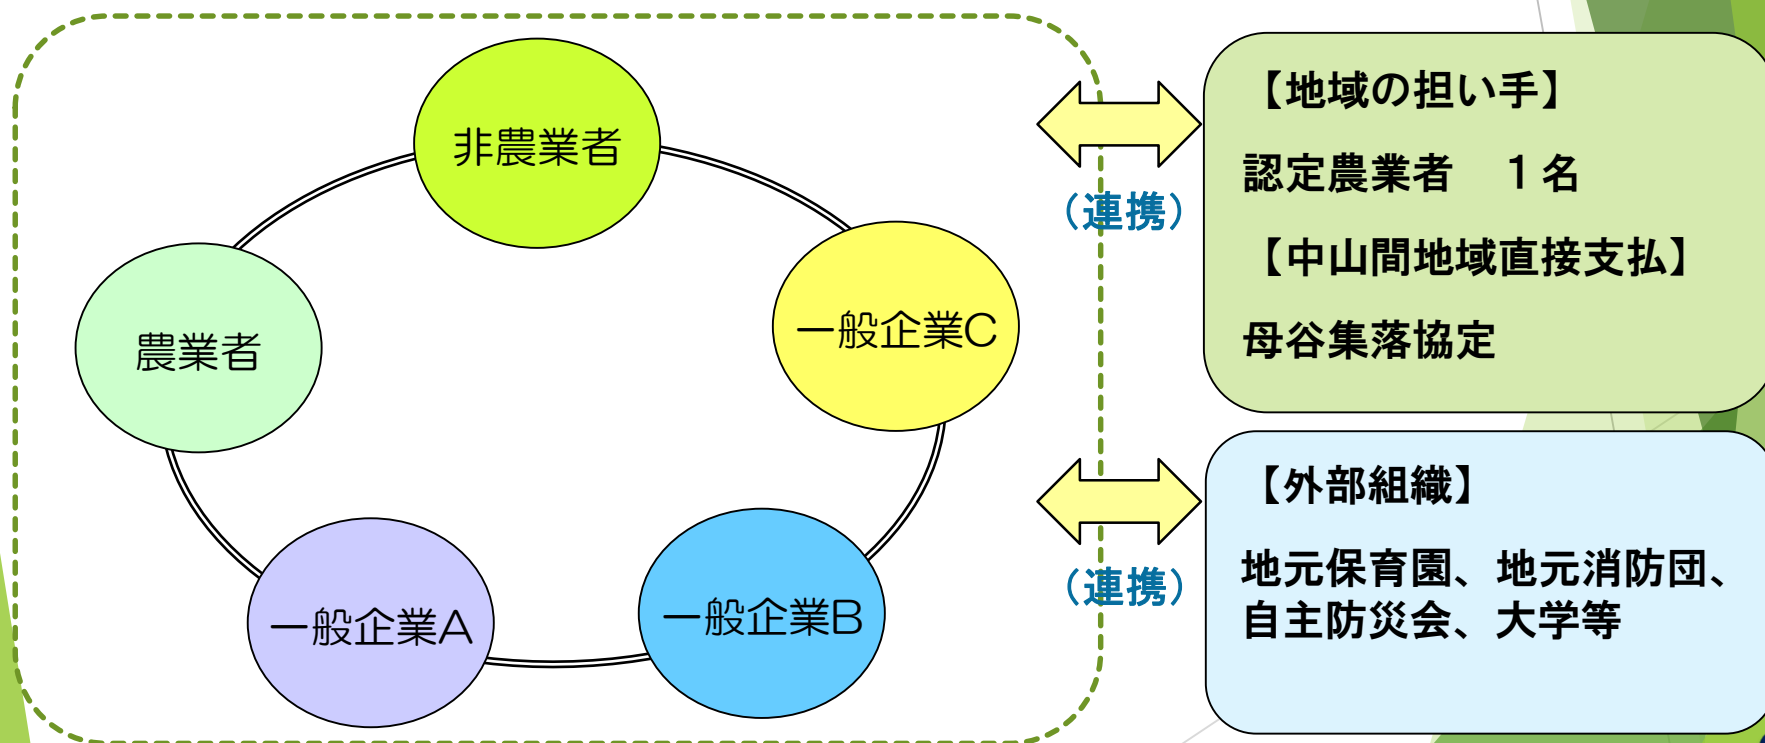 非農業者
農業者
一般企業C
一般企業A
一般企業B
(連携)
【地域の担い手】
認定農業者　１名
【中山間地域直接支払】
母谷集落協定
(連携)
【外部組織】
地元保育園、地元消防団、
自主防災会、大学等